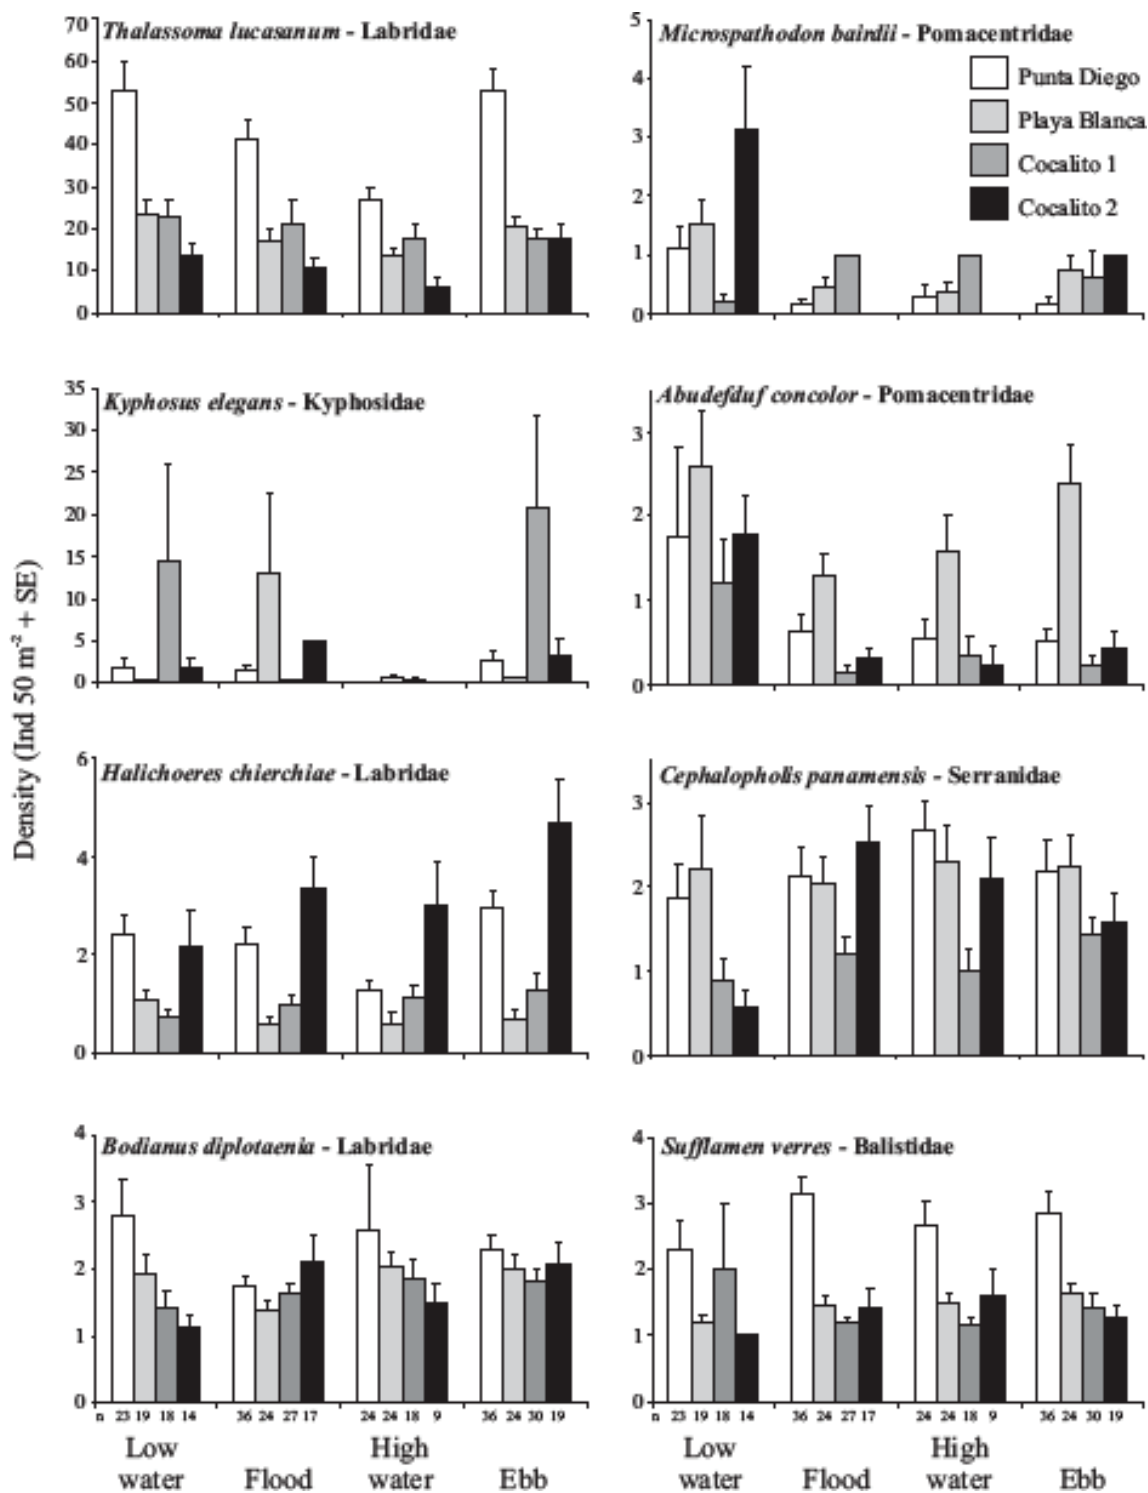 Density (Ind 50 m⁻² + SE)
Thalassoma lucasanum - Labridae
70
60
50
40
30
20
10
0
Microspathodon bairdii - Pomacentridae
5
4
3
2
1
0
Punta Diego
Playa Blanca
Cocalito 1
Cocalito 2
Kyphosus elegans - Kyphosidae
35
30
25
20
15
10
5
0
Abudefduf concolor - Pomacentridae
3
2
1
0
Halichoeres chierchiae - Labridae
6
4
2
0
Cephalopholis panamensis - Serranidae
3
2
1
0
Bodianus diplotaenia - Labridae
4
3
2
1
0
n 23 19 18 14 36 24 27 17 24 24 18 9 36 24 30 19
Low water
Flood
High water
Ebb
Sufflamen verres - Balistidae
4
3
2
1
0
n 23 19 18 14 36 24 27 17 24 24 18 9 36 24 30 19
Low water
Flood
High water
Ebb